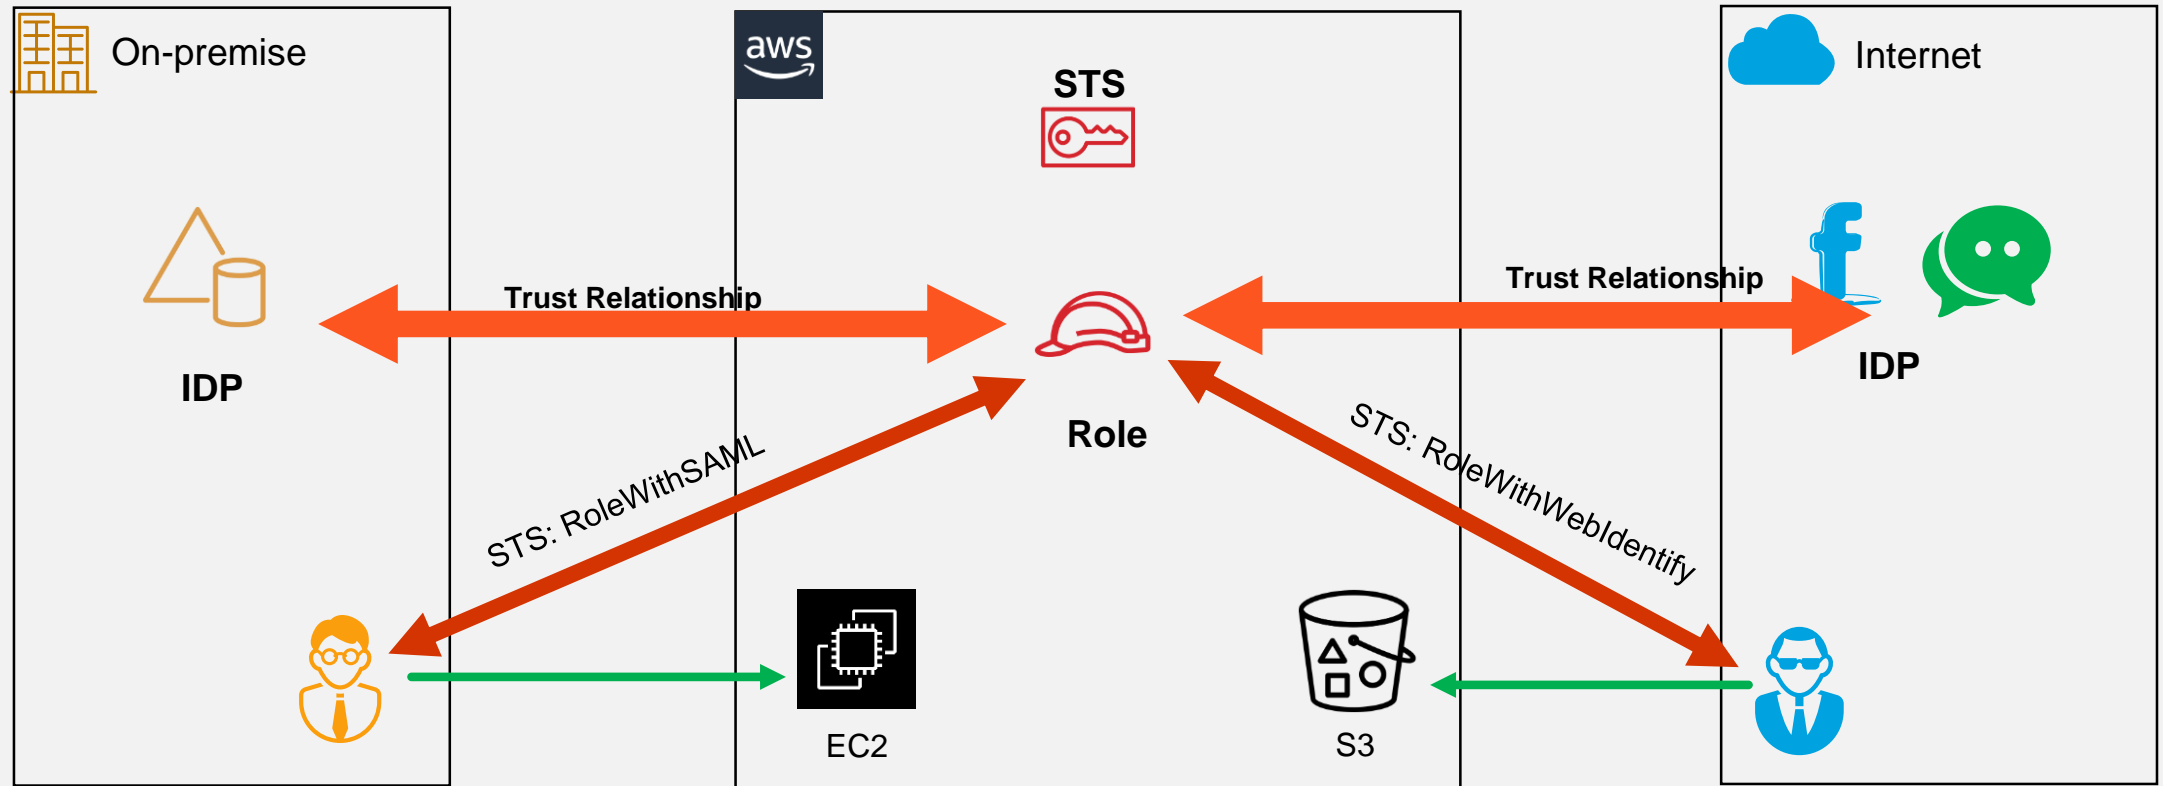 On-premise
aws
STS
Internet
Trust Relationship
Trust Relationship
IDP
IDP
Role
STS: RoleWithSAML
STS: RoleWithWebIdentify
EC2
S3